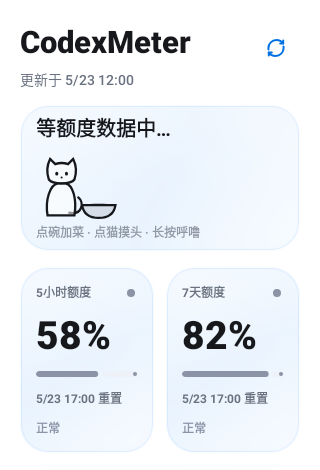 CodexMeter
更新于 5/23 12:00
等额度数据中…
点碗加菜 · 点猫摸头 · 长按呼噜
5小时额度
58%
5/23 17:00 重置
正常
7天额度
82%
5/23 17:00 重置
正常